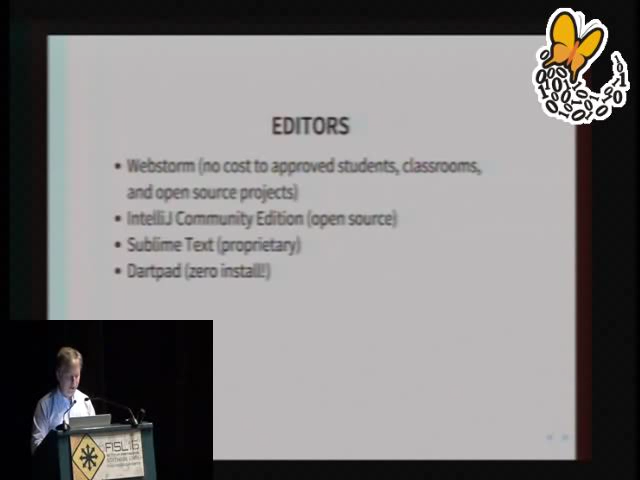 EDITORS
• Webstorm (no cost to approved students, classrooms,
and open source projects)
• IntelliJ Community Edition (open source)
• Sublime Text (proprietary)
• Dartpad (zero install!)
FISL16